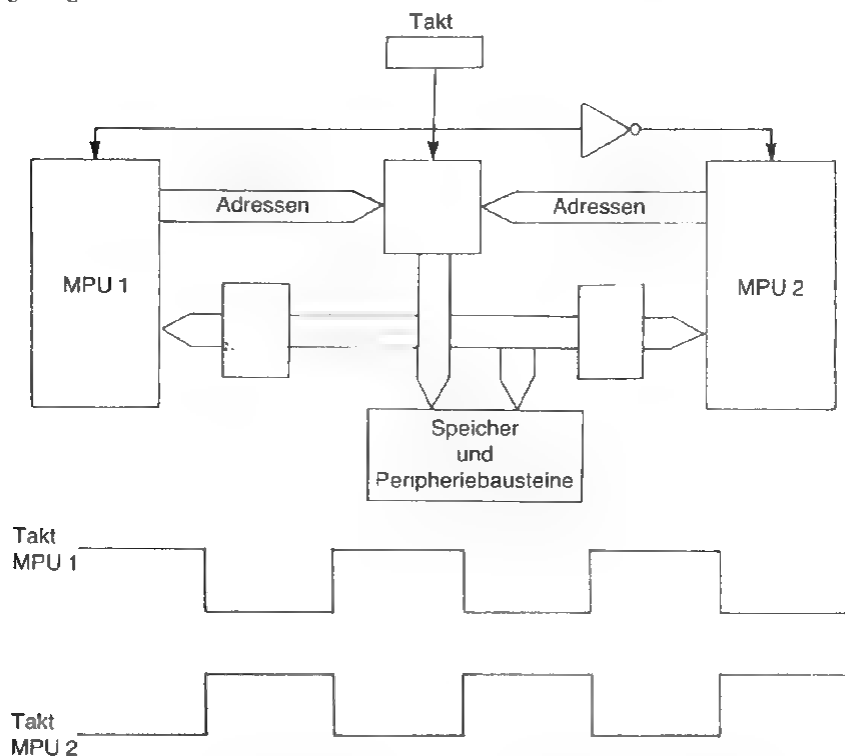 Takt
Adressen
Adressen
MPU 1
MPU 2
Speicher
und
Peripheriebausteine
Takt
MPU 1
Takt
MPU 2